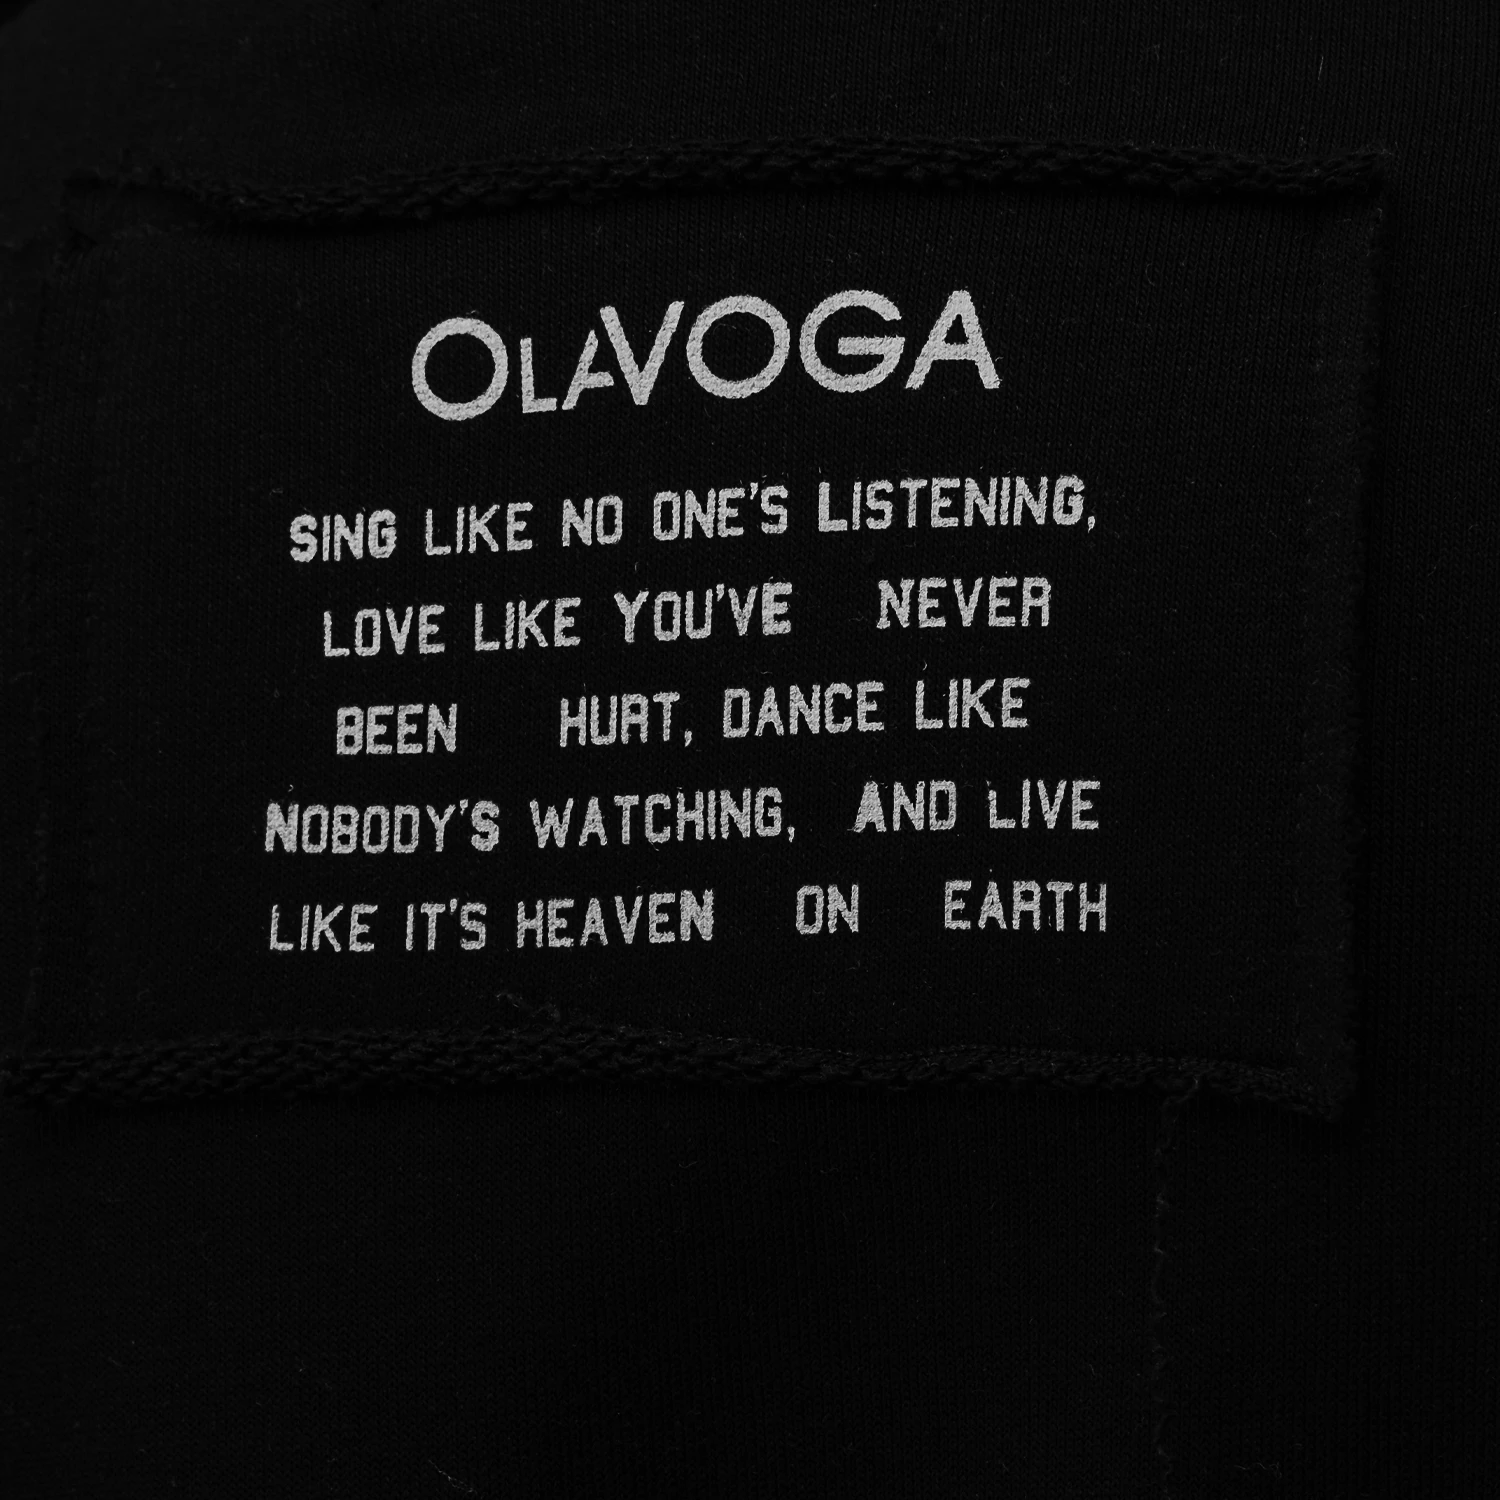 OLAVOGA
SING LIKE NO ONE'S LISTENING,
LOVE LIKE YOU'VE NEVER
BEEN HURT, DANCE LIKE
NOBODY'S WATCHING, AND LIVE
LIKE IT'S HEAVEN ON EARTH